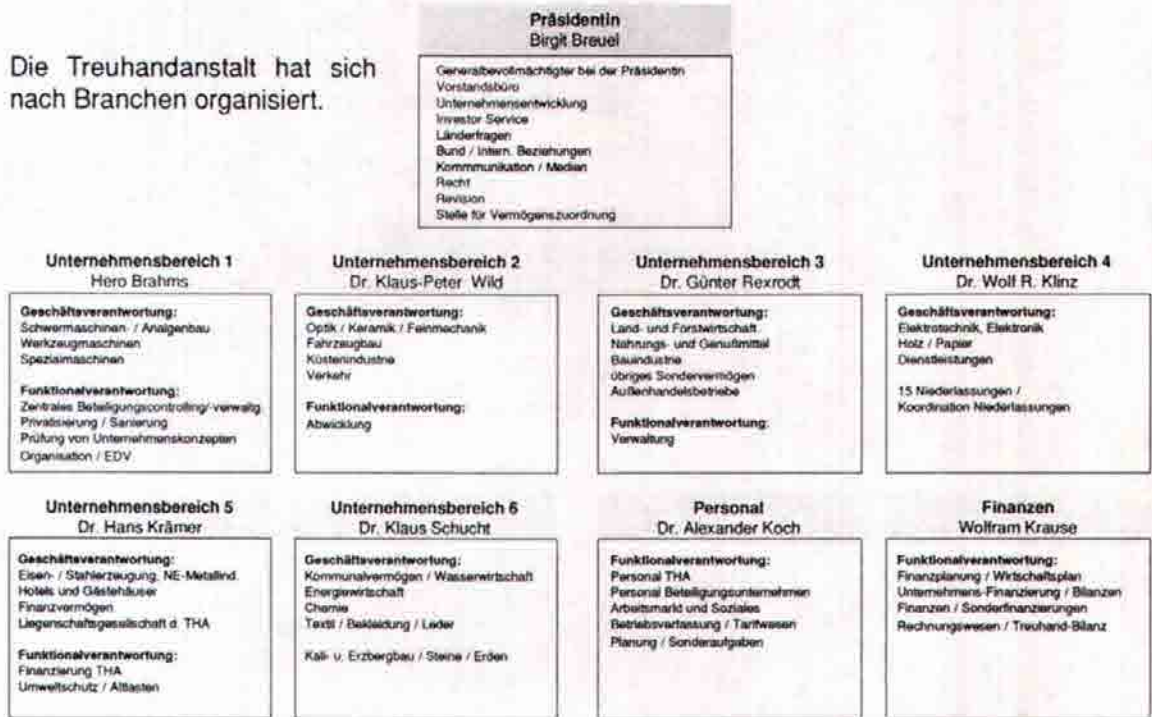 Die Treuhandanstalt hat sich
nach Branchen organisiert.
Präsidentin
Birgit Breuel
Generalbevollmächtigter bei der Präsidentin
Vorstandsbüro
Unternehmensentwicklung
Investor Service
Länderfragen
Bund / Intern. Beziehungen
Kommmunikation / Medien
Recht
Revision
Stelle für Vermögenszuordnung
Unternehmensbereich 1
Hero Brahms
Geschäftsverantwortung:
Schwermaschinen- / Analgenbau
Werkzeugmaschinen
Spezialmaschinen
Funktionalverantwortung:
Zentrales Beteiligungscontrolling/-verwaltg.
Privatisierung / Sanierung
Prüfung von Unternehmenskonzepten
Organisation / EDV
Unternehmensbereich 2
Dr. Klaus-Peter Wild
Geschäftsverantwortung:
Optik / Keramik / Feinmechanik
Fahrzeugbau
Küstenindustrie
Verkehr
Funktionalverantwortung:
Abwicklung
Unternehmensbereich 3
Dr. Günter Rexrodt
Geschäftsverantwortung:
Land- und Forstwirtschaft
Nahrungs- und Genußmittel
Bauindustrie
übriges Sondervermögen
Außenhandelsbetriebe
Funktionalverantwortung:
Verwaltung
Unternehmensbereich 4
Dr. Wolf R. Klinz
Geschäftsverantwortung:
Elektrotechnik, Elektronik
Holz / Papier
Dienstleistungen
15 Niederlassungen /
Koordination Niederlassungen
Unternehmensbereich 5
Dr. Hans Krämer
Geschäftsverantwortung:
Eisen- / Stahlerzeugung, NE-Metallind.
Hotels und Gästehäuser
Finanzvermögen
Liegenschaftsgesellschaft d. THA
Funktionalverantwortung:
Finanzierung THA
Umweltschutz / Altlasten
Unternehmensbereich 6
Dr. Klaus Schucht
Geschäftsverantwortung:
Kommunalvermögen / Wasserwirtschaft
Energiewirtschaft
Chemie
Textil / Bekleidung / Leder
Kali- u. Erzbergbau / Steine / Erden
Personal
Dr. Alexander Koch
Funktionalverantwortung:
Personal THA
Personal Beteiligungsunternehmen
Arbeitsmarkt und Soziales
Betriebsverfassung / Tarifwesen
Planung / Sonderaufgaben
Finanzen
Wolfram Krause
Funktionalverantwortung:
Finanzplanung / Wirtschaftsplan
Unternehmens-Finanzierung / Bilanzen
Finanzen / Sonderfinanzierungen
Rechnungswesen / Treuhand-Bilanz